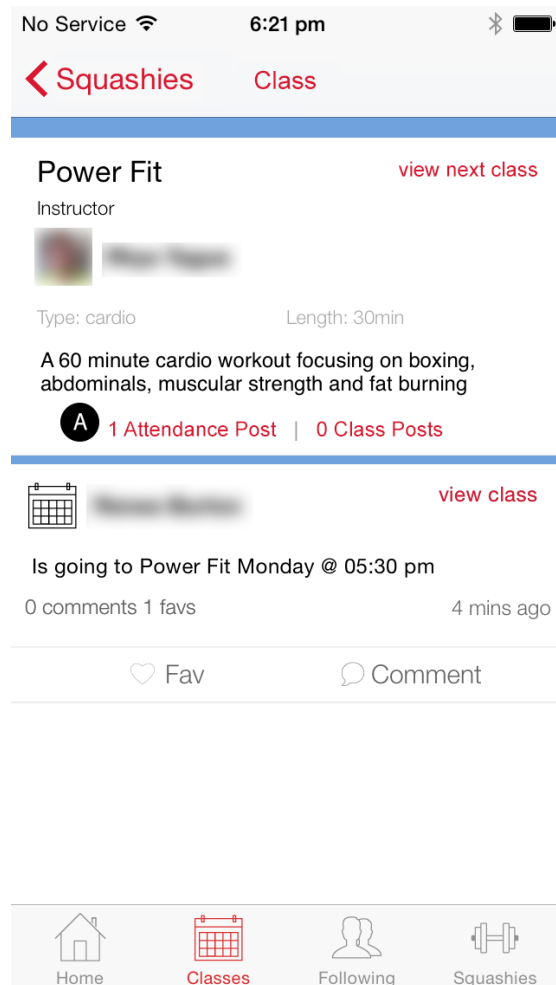 No Service 6:21 pm
Squashies Class
Power Fit view next class
Instructor
Type: cardio Length: 30min
A 60 minute cardio workout focusing on boxing,
abdominals, muscular strength and fat burning
A 1 Attendance Post | 0 Class Posts
view class
Is going to Power Fit Monday @ 05:30 pm
0 comments 1 favs 4 mins ago
Fav Comment
Home Classes Following Squashies